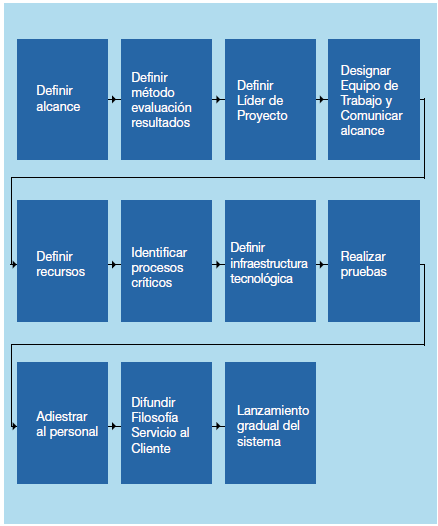 Definir
alcance
Definir
método
evaluación
resultados
Definir
Líder de
Proyecto
Designar
Equipo de
Trabajo y
Comunicar
alcance
Definir
recursos
Identificar
procesos
críticos
Definir
infraestructura
tecnológica
Realizar
pruebas
Adiestrar
al personal
Difundir
Filosofía
Servicio al
Cliente
Lanzamiento
gradual del
sistema